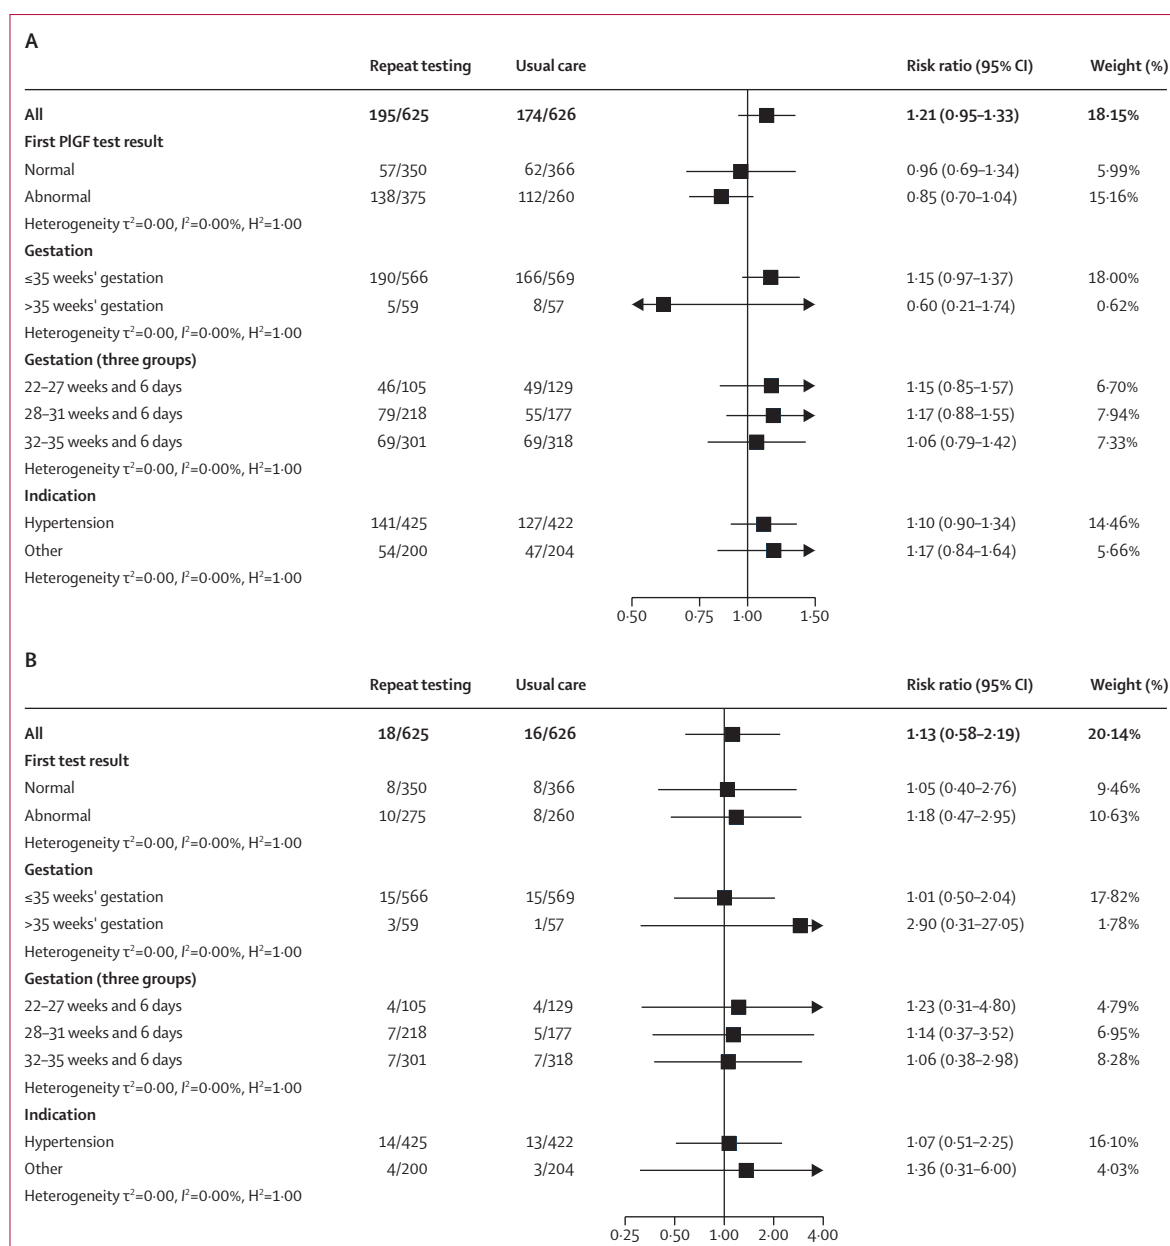 A
Repeat testing Usual care Risk ratio (95% CI) Weight (%)
All 195/625 174/626 1·21 (0·95–1·33) 18·15%
First PlGF test result
Normal 57/350 62/366 0·96 (0·69–1·34) 5·99%
Abnormal 138/375 112/260 0·85 (0·70–1·04) 15·16%
Heterogeneity τ²=0·00, I²=0·00%, H²=1·00
Gestation
≤35 weeks' gestation 190/566 166/569 1·15 (0·97–1·37) 18·00%
>35 weeks' gestation 5/59 8/57 0·60 (0·21–1·74) 0·62%
Heterogeneity τ²=0·00, I²=0·00%, H²=1·00
Gestation (three groups)
22–27 weeks and 6 days 46/105 49/129 1·15 (0·85–1·57) 6·70%
28–31 weeks and 6 days 79/218 55/177 1·17 (0·88–1·55) 7·94%
32–35 weeks and 6 days 69/301 69/318 1·06 (0·79–1·42) 7·33%
Heterogeneity τ²=0·00, I²=0·00%, H²=1·00
Indication
Hypertension 141/425 127/422 1·10 (0·90–1·34) 14·46%
Other 54/200 47/204 1·17 (0·84–1·64) 5·66%
Heterogeneity τ²=0·00, I²=0·00%, H²=1·00
0·50 0·75 1·00 1·50
B
Repeat testing Usual care Risk ratio (95% CI) Weight (%)
All 18/625 16/626 1·13 (0·58–2·19) 20·14%
First test result
Normal 8/350 8/366 1·05 (0·40–2·76) 9·46%
Abnormal 10/275 8/260 1·18 (0·47–2·95) 10·63%
Heterogeneity τ²=0·00, I²=0·00%, H²=1·00
Gestation
≤35 weeks' gestation 15/566 15/569 1·01 (0·50–2·04) 17·82%
>35 weeks' gestation 3/59 1/57 2·90 (0·31–27·05) 1·78%
Heterogeneity τ²=0·00, I²=0·00%, H²=1·00
Gestation (three groups)
22–27 weeks and 6 days 4/105 4/129 1·23 (0·31–4·80) 4·79%
28–31 weeks and 6 days 7/218 5/177 1·14 (0·37–3·52) 6·95%
32–35 weeks and 6 days 7/301 7/318 1·06 (0·38–2·98) 8·28%
Heterogeneity τ²=0·00, I²=0·00%, H²=1·00
Indication
Hypertension 14/425 13/422 1·07 (0·51–2·25) 16·10%
Other 4/200 3/204 1·36 (0·31–6·00) 4·03%
Heterogeneity τ²=0·00, I²=0·00%, H²=1·00
0·25 0·50 1·00 2·00 4·00